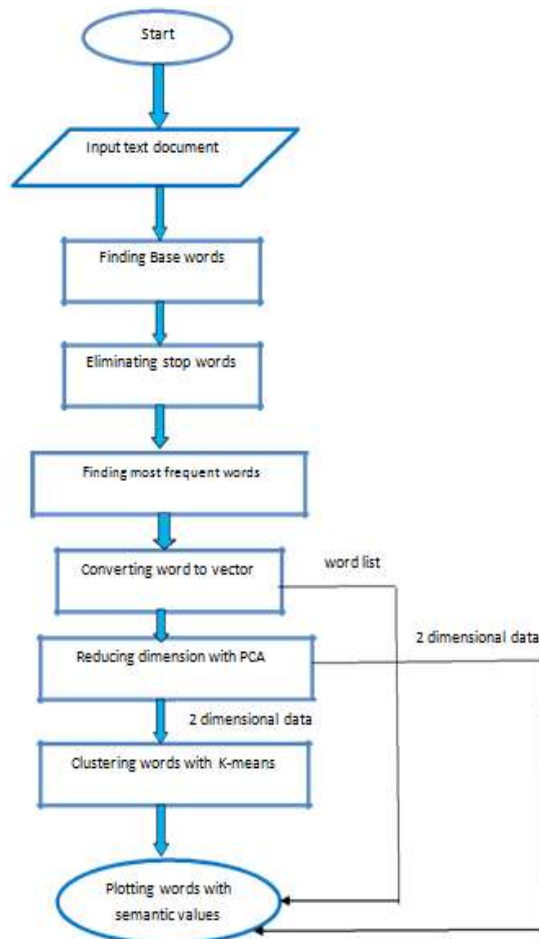 Start
Input text document
Finding Base words
Eliminating stop words
Finding most frequent words
Converting word to vector
word list
Reducing dimension with PCA
2 dimensional data
2 dimensional data
Clustering words with K-means
Plotting words with
semantic values